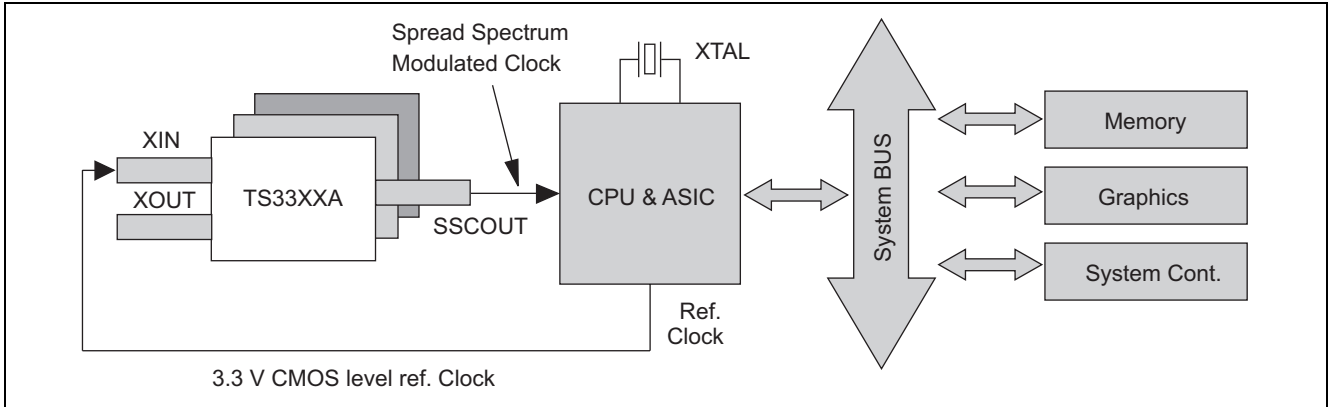 Spread Spectrum
Modulated Clock
XTAL
XIN
XOUT
TS33XXA
SSCOUT
CPU & ASIC
System BUS
Memory
Graphics
System Cont.
Ref.
Clock
3.3 V CMOS level ref. Clock